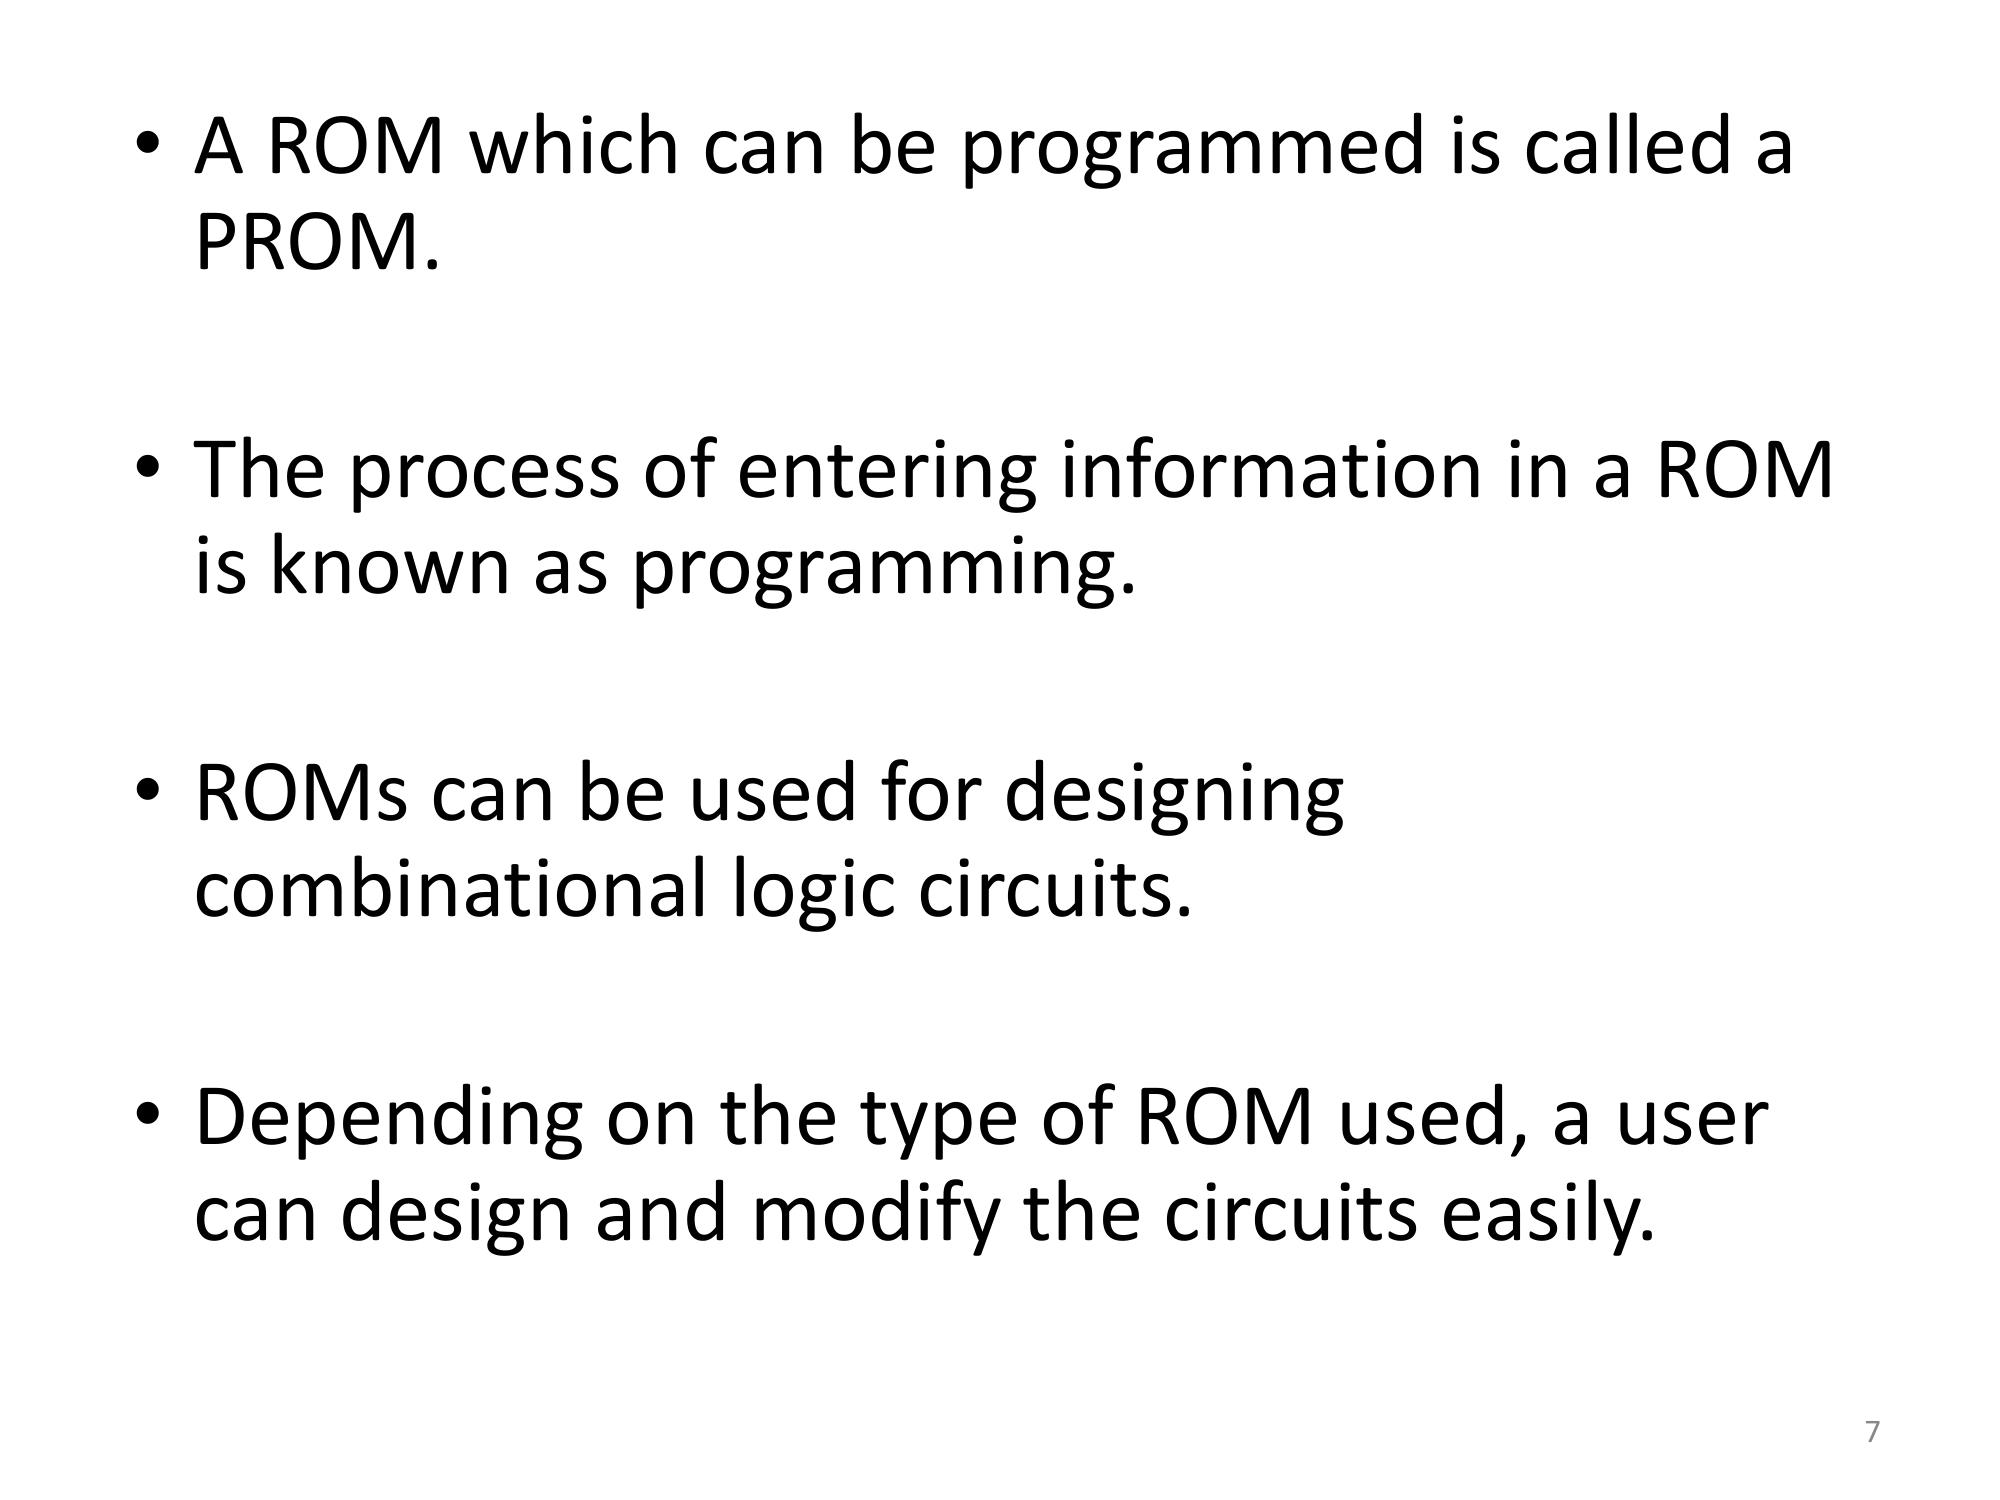 • A ROM which can be programmed is called a
PROM.
• The process of entering information in a ROM
is known as programming.
• ROMs can be used for designing
combinational logic circuits.
• Depending on the type of ROM used, a user
can design and modify the circuits easily.
7